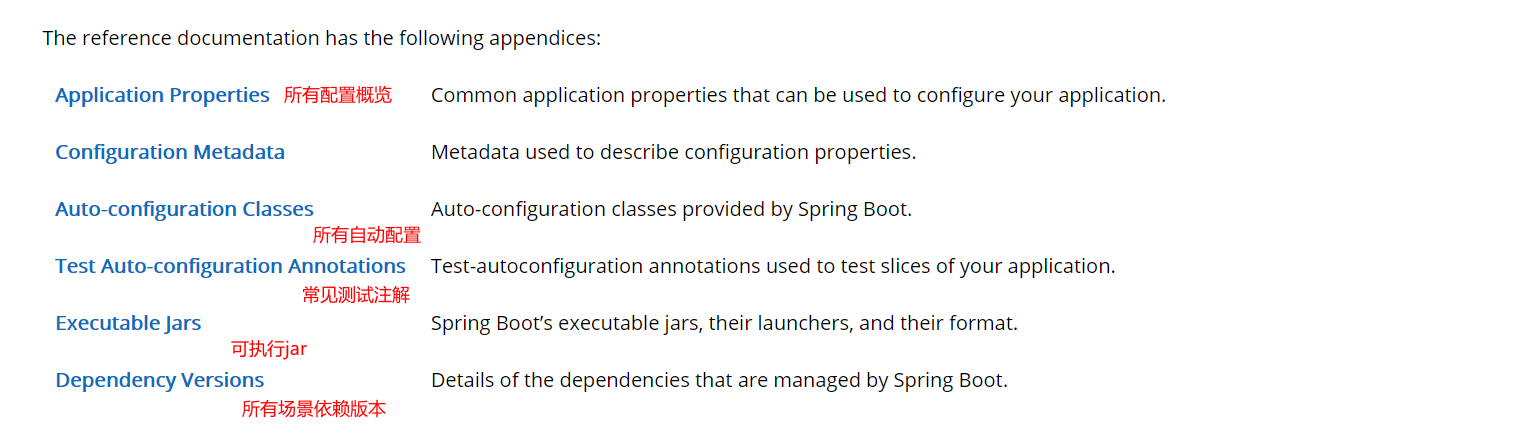 The reference documentation has the following appendices:
Application Properties 所有配置概览 Common application properties that can be used to configure your application.
Configuration Metadata Metadata used to describe configuration properties.
Auto-configuration Classes Auto-configuration classes provided by Spring Boot.
所有自动配置
Test Auto-configuration Annotations Test-autoconfiguration annotations used to test slices of your application.
常见测试注解
Executable Jars Spring Boot’s executable jars, their launchers, and their format.
可执行jar
Dependency Versions Details of the dependencies that are managed by Spring Boot.
所有场景依赖版本